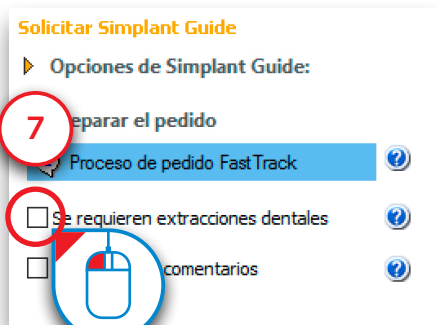 Solicitar Simplant Guide
Opciones de Simplant Guide:
7
eparar el pedido
Proceso de pedido FastTrack
Se requieren extracciones dentales
comentarios